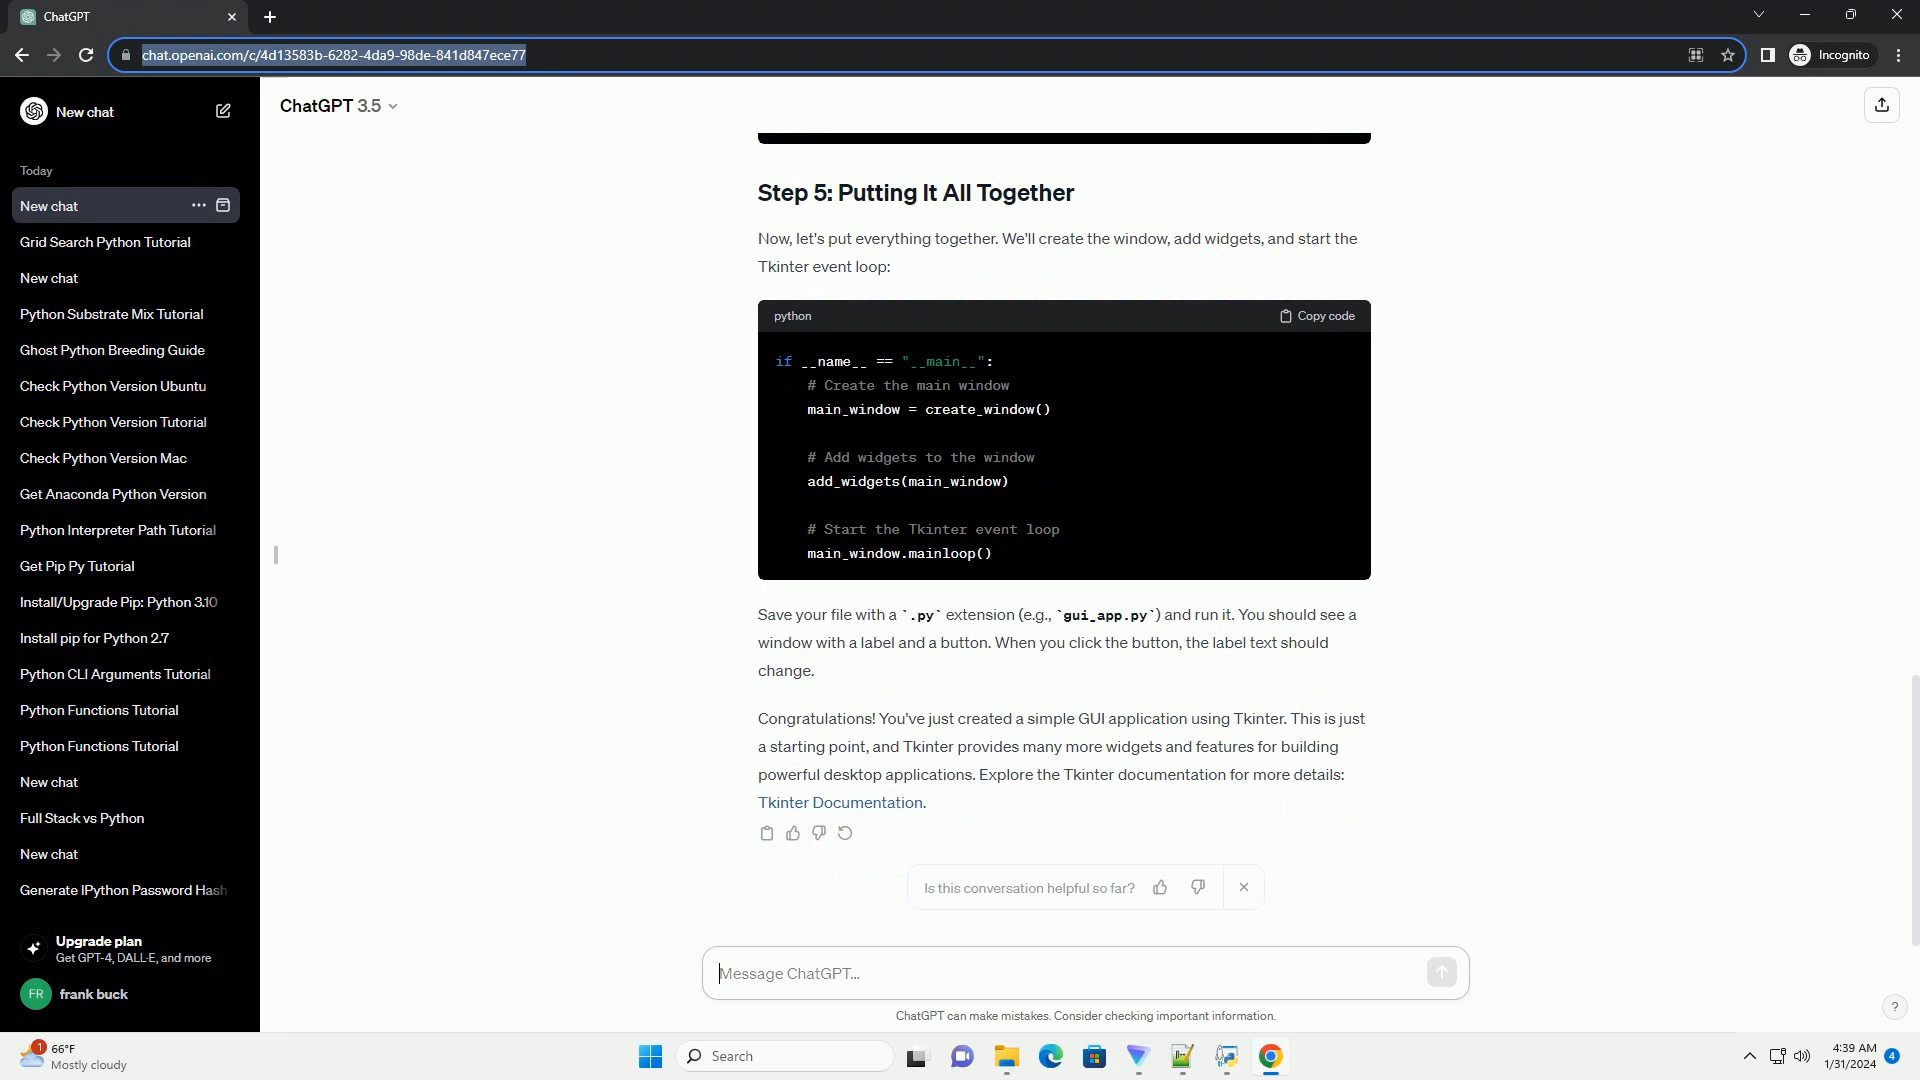 ChatGPT
chat.openai.com/c/4d13583b-6282-4da9-98de-841d847ece77
Incognito
New chat
ChatGPT 3.5
Today
New chat
Grid Search Python Tutorial
New chat
Python Substrate Mix Tutorial
Ghost Python Breeding Guide
Check Python Version Ubuntu
Check Python Version Tutorial
Check Python Version Mac
Get Anaconda Python Version
Python Interpreter Path Tutorial
Get Pip Py Tutorial
Install/Upgrade Pip: Python 3.10
Install pip for Python 2.7
Python CLI Arguments Tutorial
Python Functions Tutorial
Python Functions Tutorial
New chat
Full Stack vs Python
New chat
Generate IPython Password Hash
Upgrade plan
Get GPT-4, DALL·E, and more
FR frank buck
Step 5: Putting It All Together
Now, let's put everything together. We'll create the window, add widgets, and start the
Tkinter event loop:
python Copy code
if __name__ == "__main__":
# Create the main window
main_window = create_window()
# Add widgets to the window
add_widgets(main_window)
# Start the Tkinter event loop
main_window.mainloop()
Save your file with a `.py` extension (e.g., `gui_app.py`) and run it. You should see a
window with a label and a button. When you click the button, the label text should
change.
Congratulations! You've just created a simple GUI application using Tkinter. This is just
a starting point, and Tkinter provides many more widgets and features for building
powerful desktop applications. Explore the Tkinter documentation for more details:
Tkinter Documentation.
Is this conversation helpful so far?
Message ChatGPT...
ChatGPT can make mistakes. Consider checking important information.
?
1
66°F
Mostly cloudy
Search
4:39 AM
1/31/2024
4